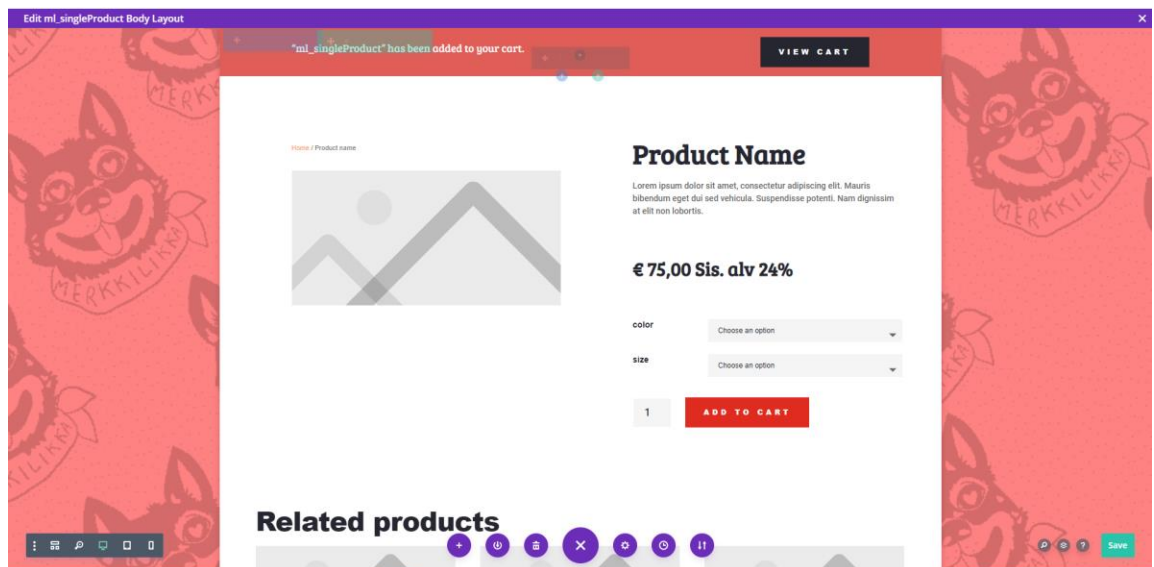 Edit ml_singleProduct Body Layout
"ml_singleProduct" has been added to your cart.
VIEW CART
MERKKILIKKA
MERKKILIKKA
MERKKILIKKA
Home / Product name
Product Name
Lorem ipsum dolor sit amet, consectetur adipiscing elit. Mauris
bibendum eget dui sed vehicula. Suspendisse potenti. Nam dignissim
at elit non lobortis.
€ 75,00 Sis. alv 24%
color
Choose an option
size
Choose an option
1
ADD TO CART
Related products
Save